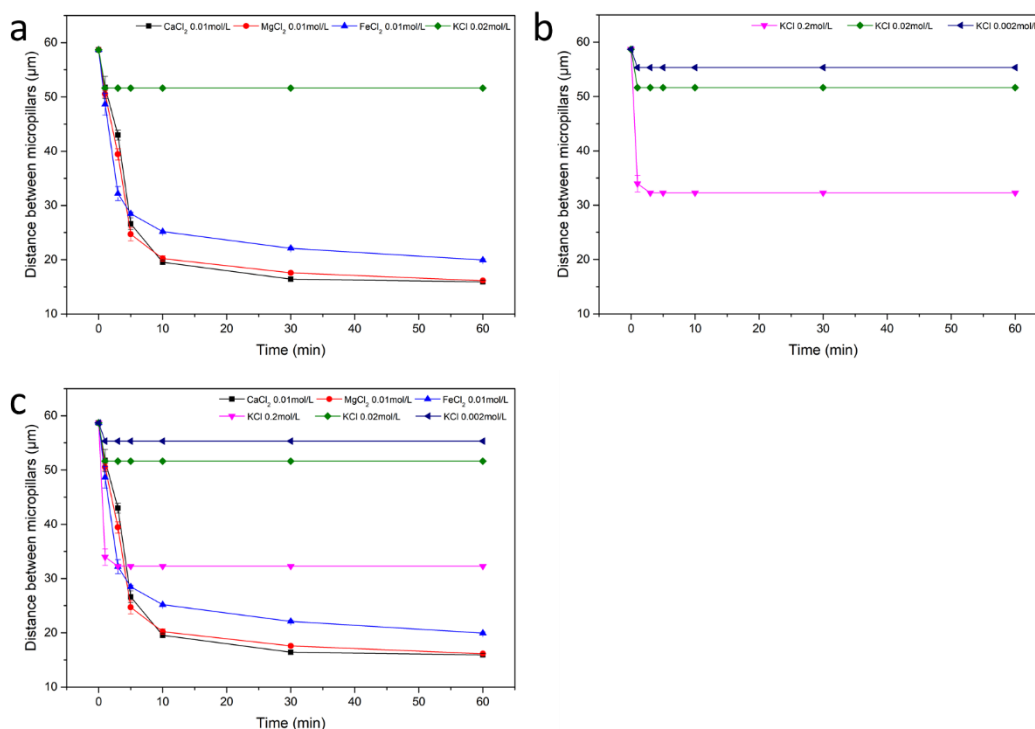 a
CaCl₂ 0.01mol/L MgCl₂ 0.01mol/L FeCl₂ 0.01mol/L KCl 0.02mol/L
60
50
40
30
20
10
Distance between micropillars (μm)
0 10 20 30 40 50 60
Time (min)
b
KCl 0.2mol/L KCl 0.02mol/L KCl 0.002mol/L
60
50
40
30
20
10
Distance between micropillars (μm)
0 10 20 30 40 50 60
Time (min)
c
CaCl₂ 0.01mol/L MgCl₂ 0.01mol/L FeCl₂ 0.01mol/L
KCl 0.2mol/L KCl 0.02mol/L KCl 0.002mol/L
60
50
40
30
20
10
Distance between micropillars (μm)
0 10 20 30 40 50 60
Time (min)